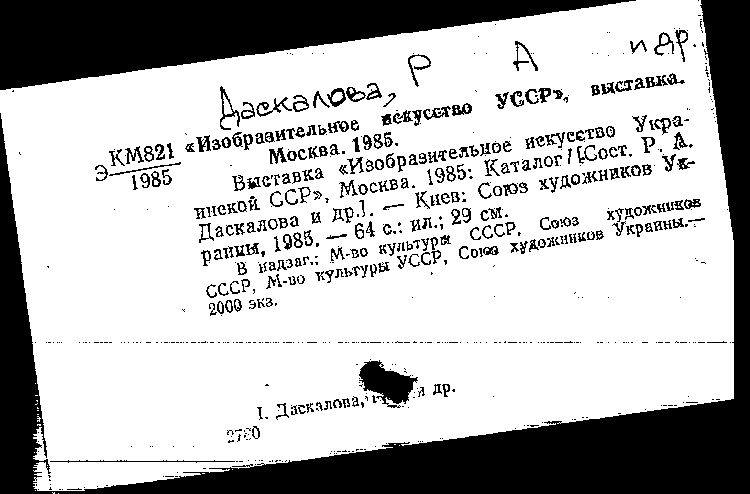 Даскалова, Р А и др.
КМ821 «Изобразительное искусство УССР», выставка.
Э 1985 Москва. 1985.
Выставка «Изобразительное искусство Укра-
инской ССР», Москва. 1985: Каталог / [Сост. Р. А.
Даскалова и др.]. — Киев: Союз художников Ук-
раины, 1985. — 64 с.: ил.; 29 см.
В надзаг.: М-во культуры СССР, Союз художников
СССР, М-во культуры УССР, Союз художников Украины.—
2000 экз.
I. Даскалова, и др.
2760